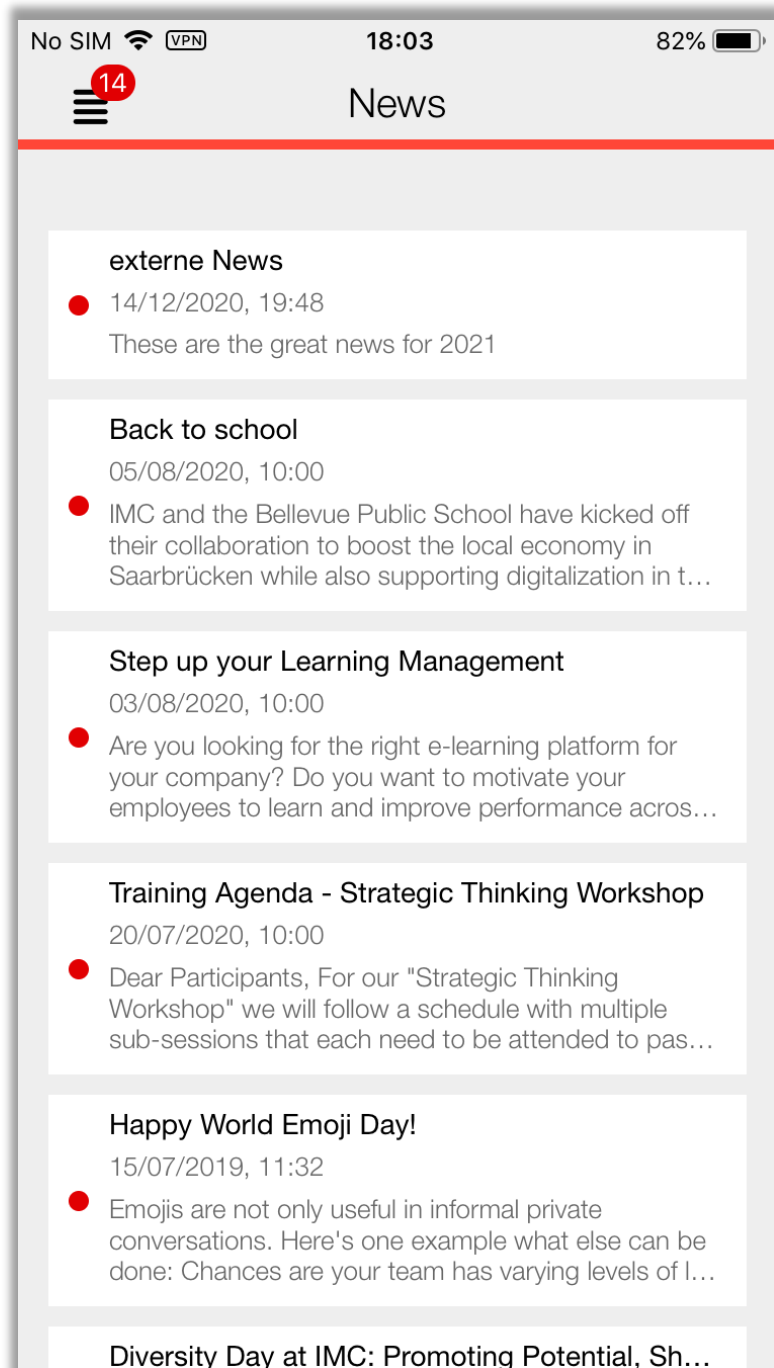 No SIM VPN 18:03 82%
14
News
externe News
14/12/2020, 19:48
These are the great news for 2021
Back to school
05/08/2020, 10:00
IMC and the Bellevue Public School have kicked off
their collaboration to boost the local economy in
Saarbrücken while also supporting digitalization in t…
Step up your Learning Management
03/08/2020, 10:00
Are you looking for the right e-learning platform for
your company? Do you want to motivate your
employees to learn and improve performance acros…
Training Agenda - Strategic Thinking Workshop
20/07/2020, 10:00
Dear Participants, For our "Strategic Thinking
Workshop" we will follow a schedule with multiple
sub-sessions that each need to be attended to pas…
Happy World Emoji Day!
15/07/2019, 11:32
Emojis are not only useful in informal private
conversations. Here's one example what else can be
done: Chances are your team has varying levels of l…
Diversity Day at IMC: Promoting Potential, Sh…